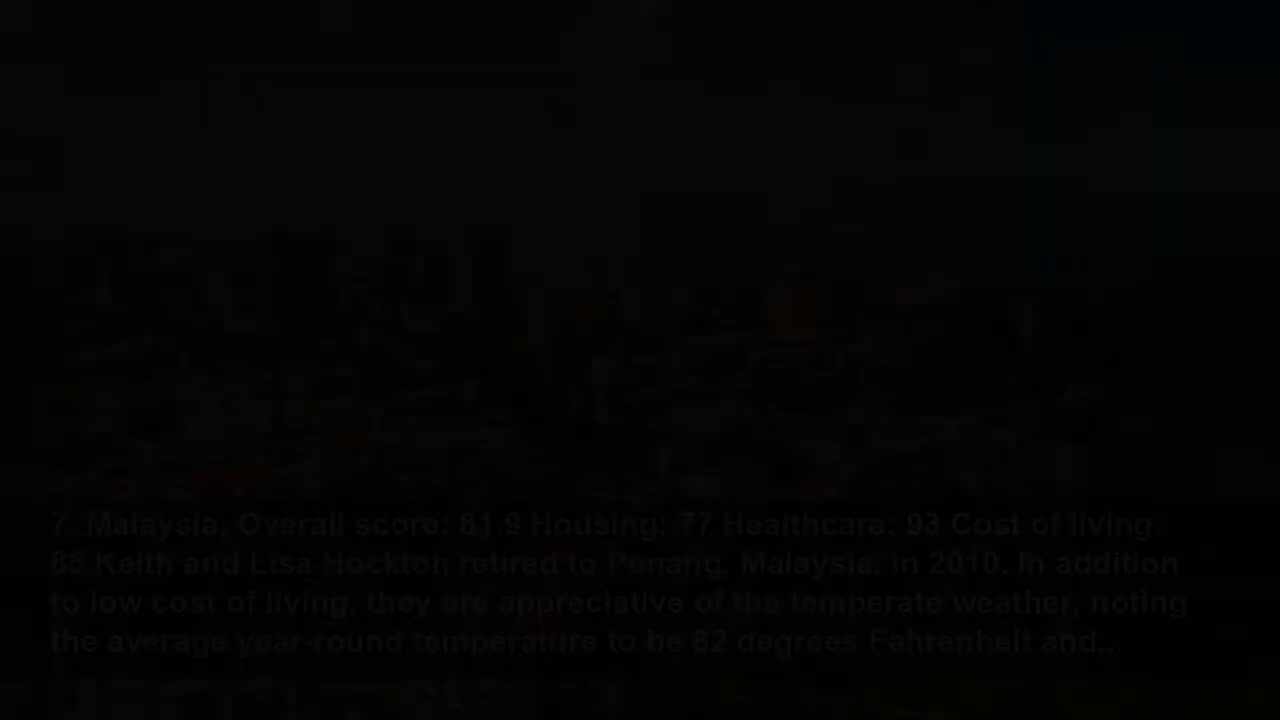 7. Malaysia, Overall score: 81.9 Housing: 77 Healthcare: 93 Cost of living:
85 Keith and Lisa Hockton retired to Penang, Malaysia, in 2010. In addition
to low cost of living, they are appreciative of the temperate weather, noting
the average year-round temperature to be 82 degrees Fahrenheit and...